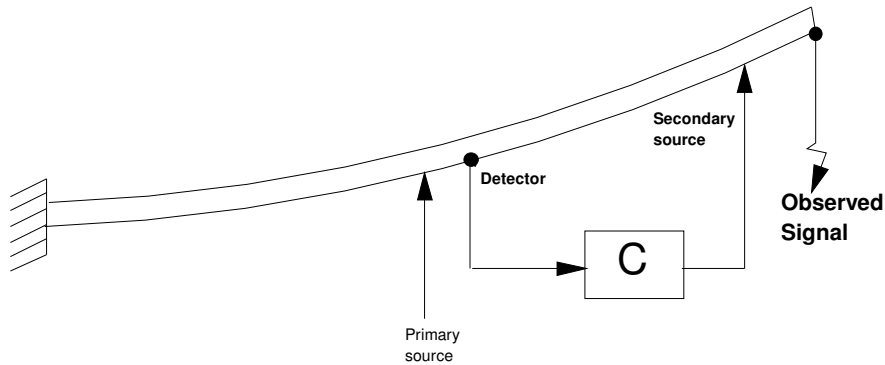 Secondary
source
Detector
Observed
Signal
C
Primary
source